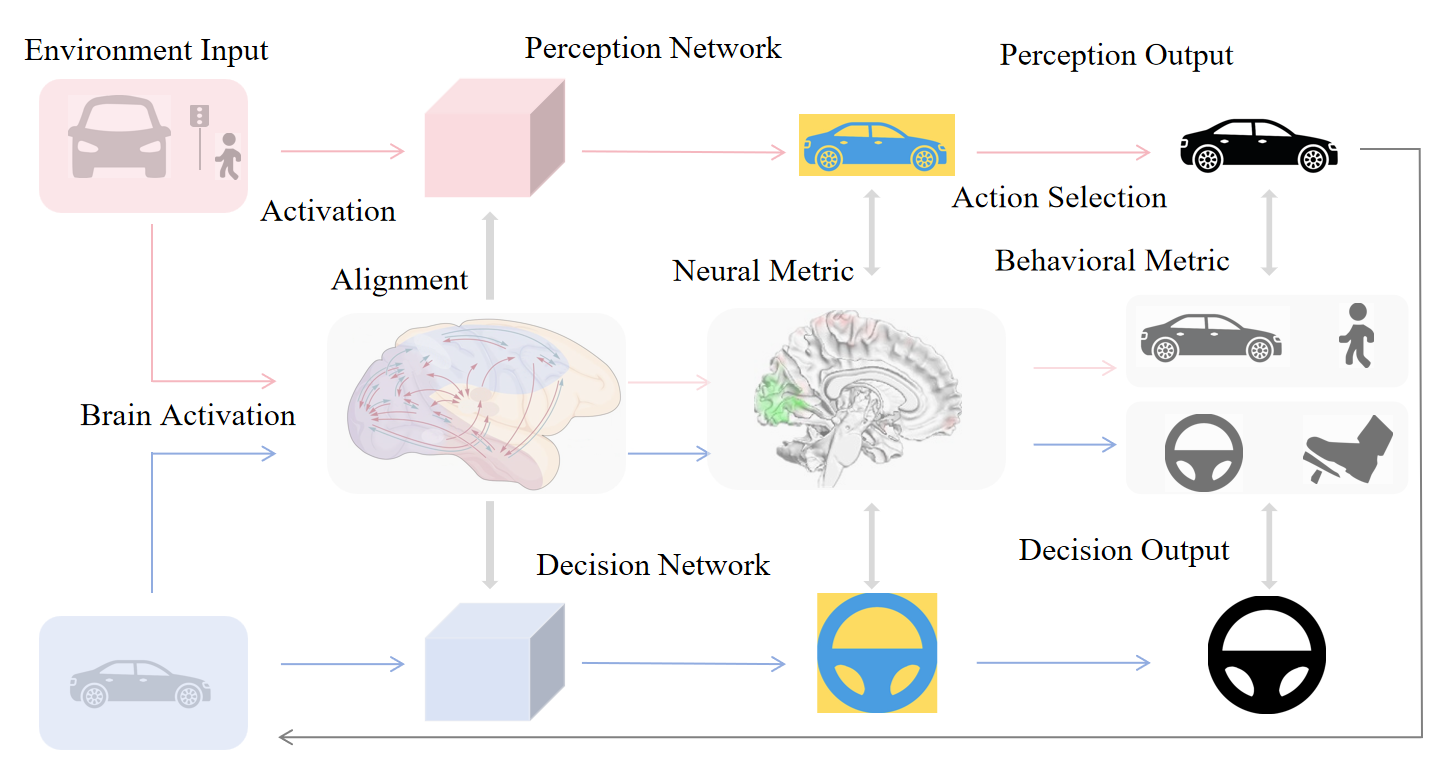 Environment Input
Perception Network
Perception Output
Activation
Action Selection
Alignment
Neural Metric
Behavioral Metric
Brain Activation
Decision Network
Decision Output